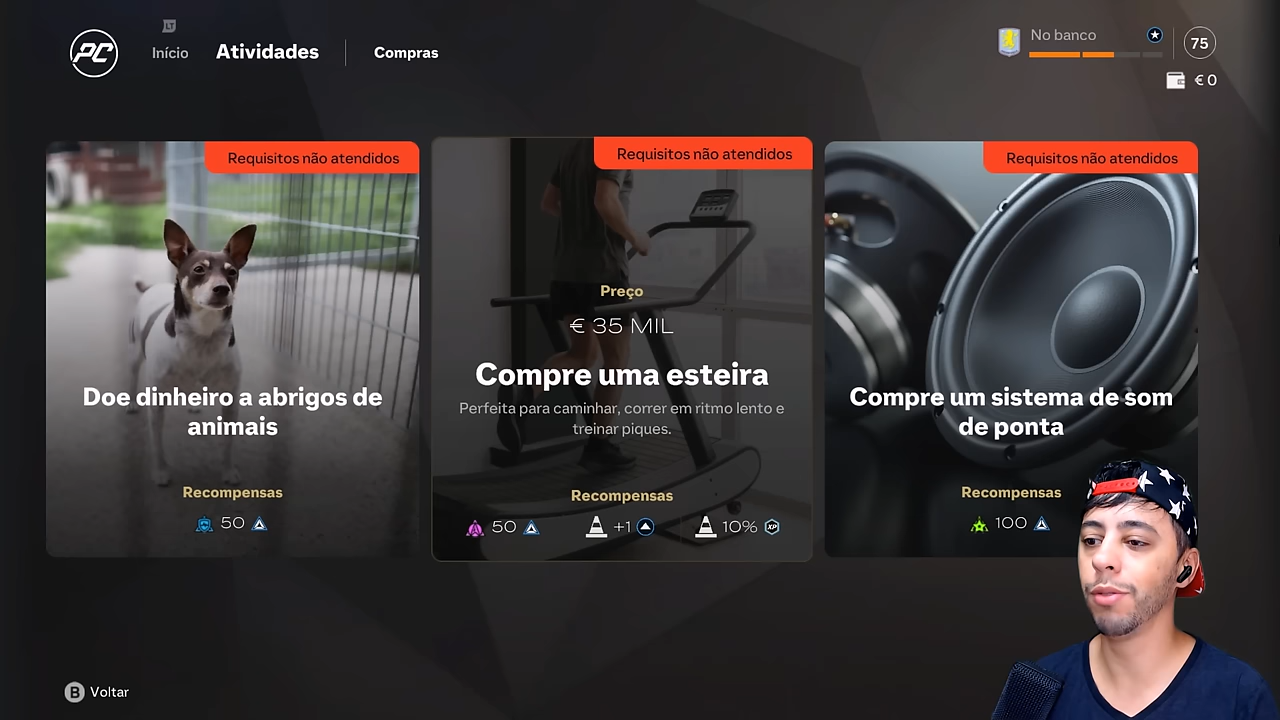 LT
PC
Início
Atividades
Compras
No banco
75
€ 0
Requisitos não atendidos
Requisitos não atendidos
Requisitos não atendidos
Doe dinheiro a abrigos de
animais
Recompensas
50
Preço
€ 35 MIL
Compre uma esteira
Perfeita para caminhar, correr em ritmo lento e
treinar piques.
Recompensas
50
+1
10%
XP
Compre um sistema de som
de ponta
Recompensas
100
B
Voltar